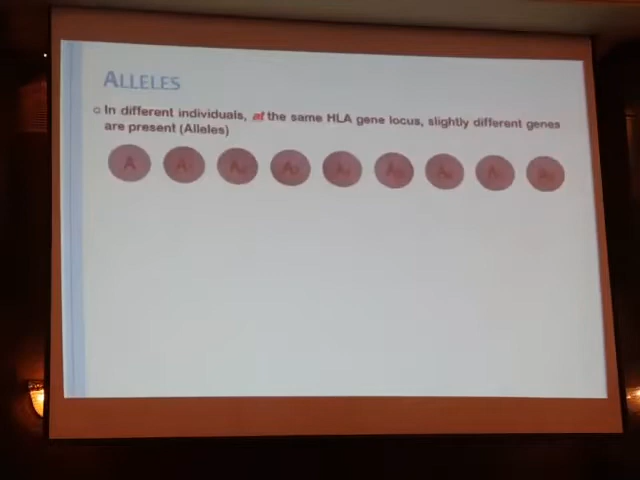 ALLELES
In different individuals, at the same HLA gene locus, slightly different genes
are present (Alleles)
A